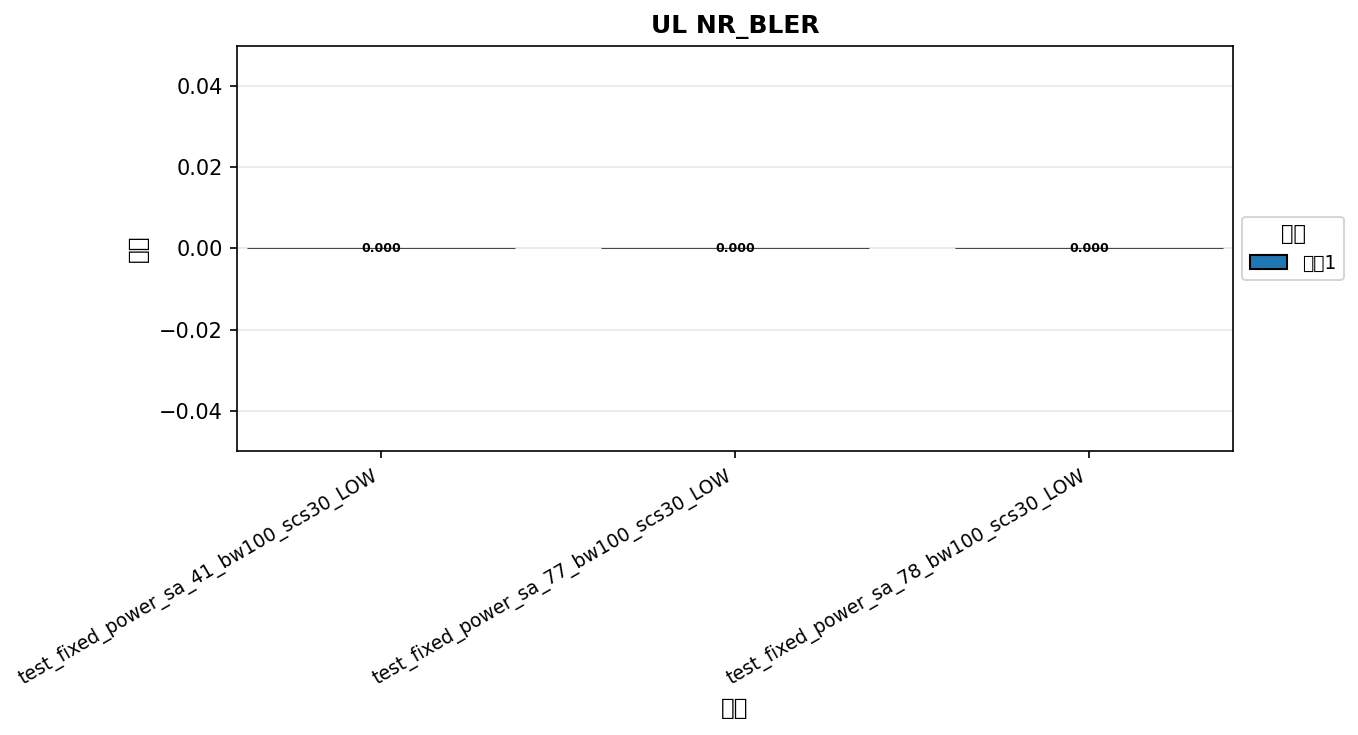 UL NR_BLER
0.04
0.02
0.00
−0.02
−0.04
0.000
0.000
0.000
1
test_fixed_power_sa_41_bw100_scs30_LOW
test_fixed_power_sa_77_bw100_scs30_LOW
test_fixed_power_sa_78_bw100_scs30_LOW